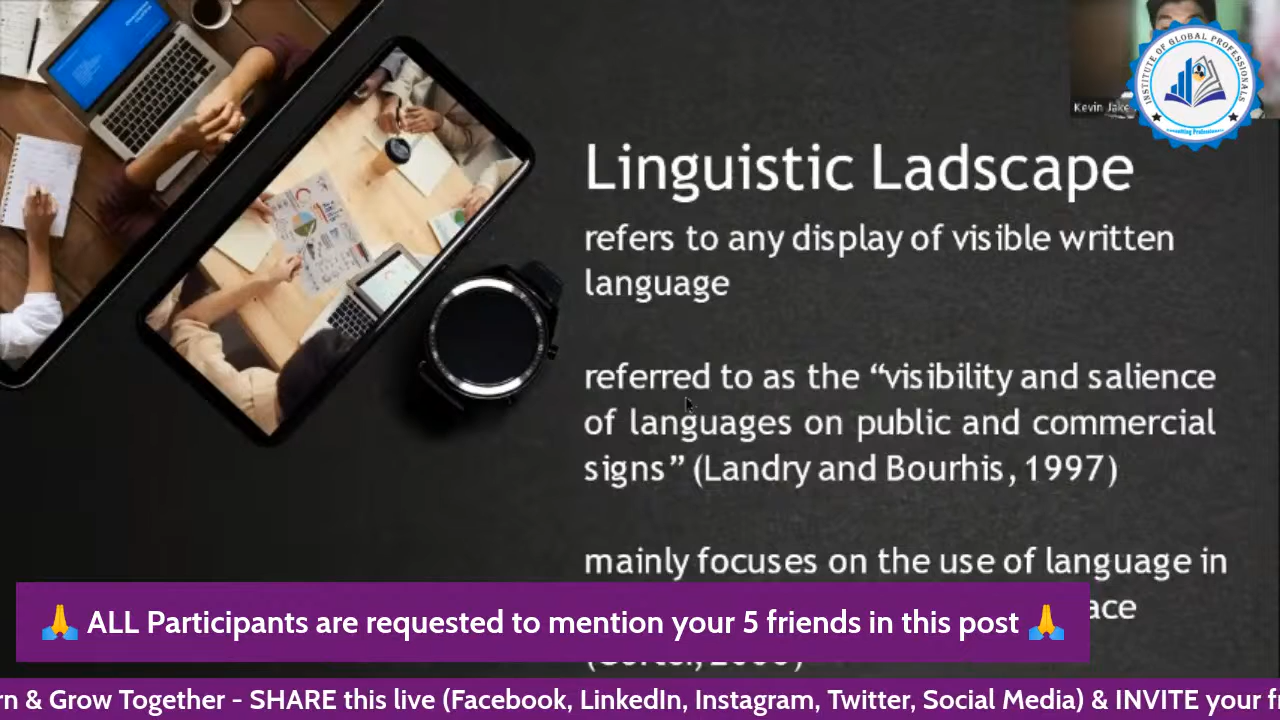 Kevin Jake
INSTITUTE OF GLOBAL PROFESSIONALS
Linguistic Ladscape
refers to any display of visible written
language
referred to as the “visibility and salience
of languages on public and commercial
signs” (Landry and Bourhis, 1997)
mainly focuses on the use of language in
🙏 ALL Participants are requested to mention your 5 friends in this post 🙏
& Grow Together - SHARE this live (Facebook, LinkedIn, Instagram, Twitter, Social Media) & INVITE your